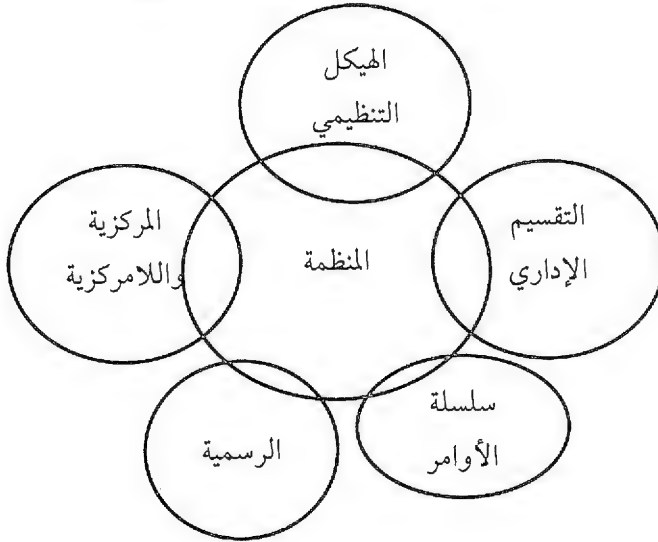 الهيكل
التنظيمي
التقسيم
الإداري
المركزية
واللامركزية
المنظمة
سلسلة
الأوامر
الرسمية